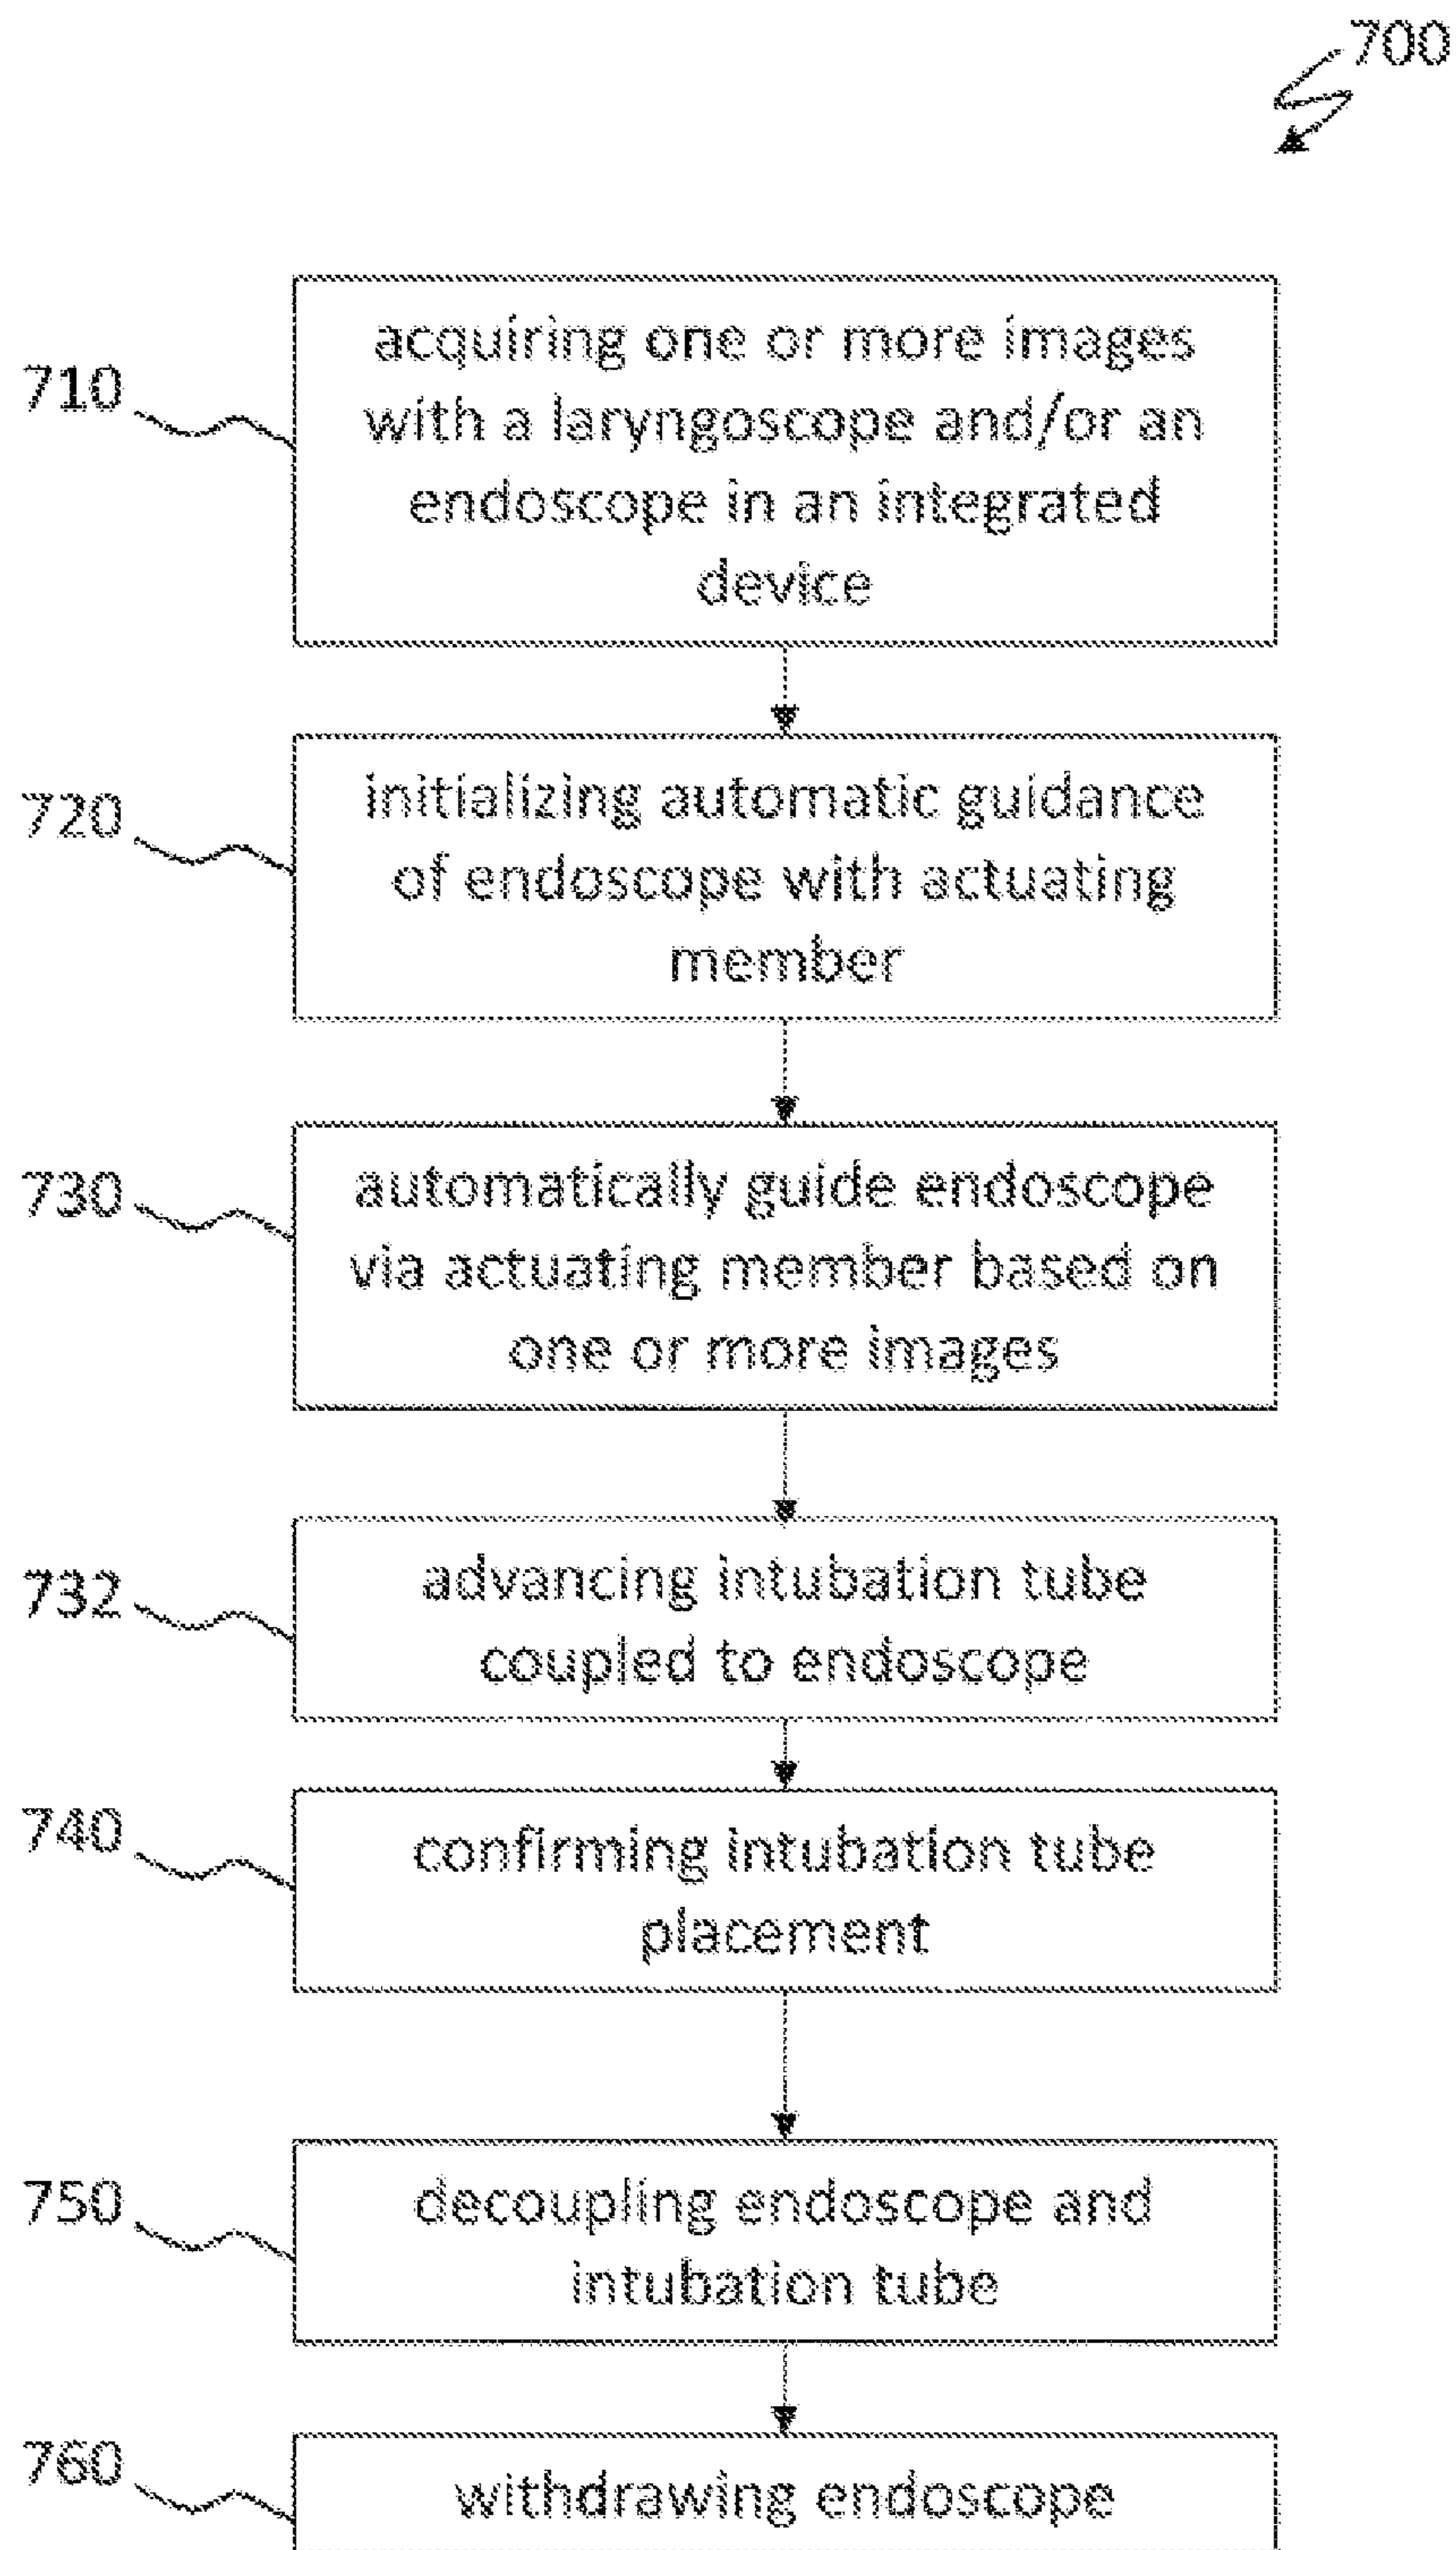 700
710
acquiring one or more images
with a laryngoscope and/or an
endoscope in an integrated
device
720
initializing automatic guidance
of endoscope with actuating
member
730
automatically guide endoscope
via actuating member based on
one or more images
732
advancing intubation tube
coupled to endoscope
740
confirming intubation tube
placement
750
decoupling endoscope and
intubation tube
760
withdrawing endoscope